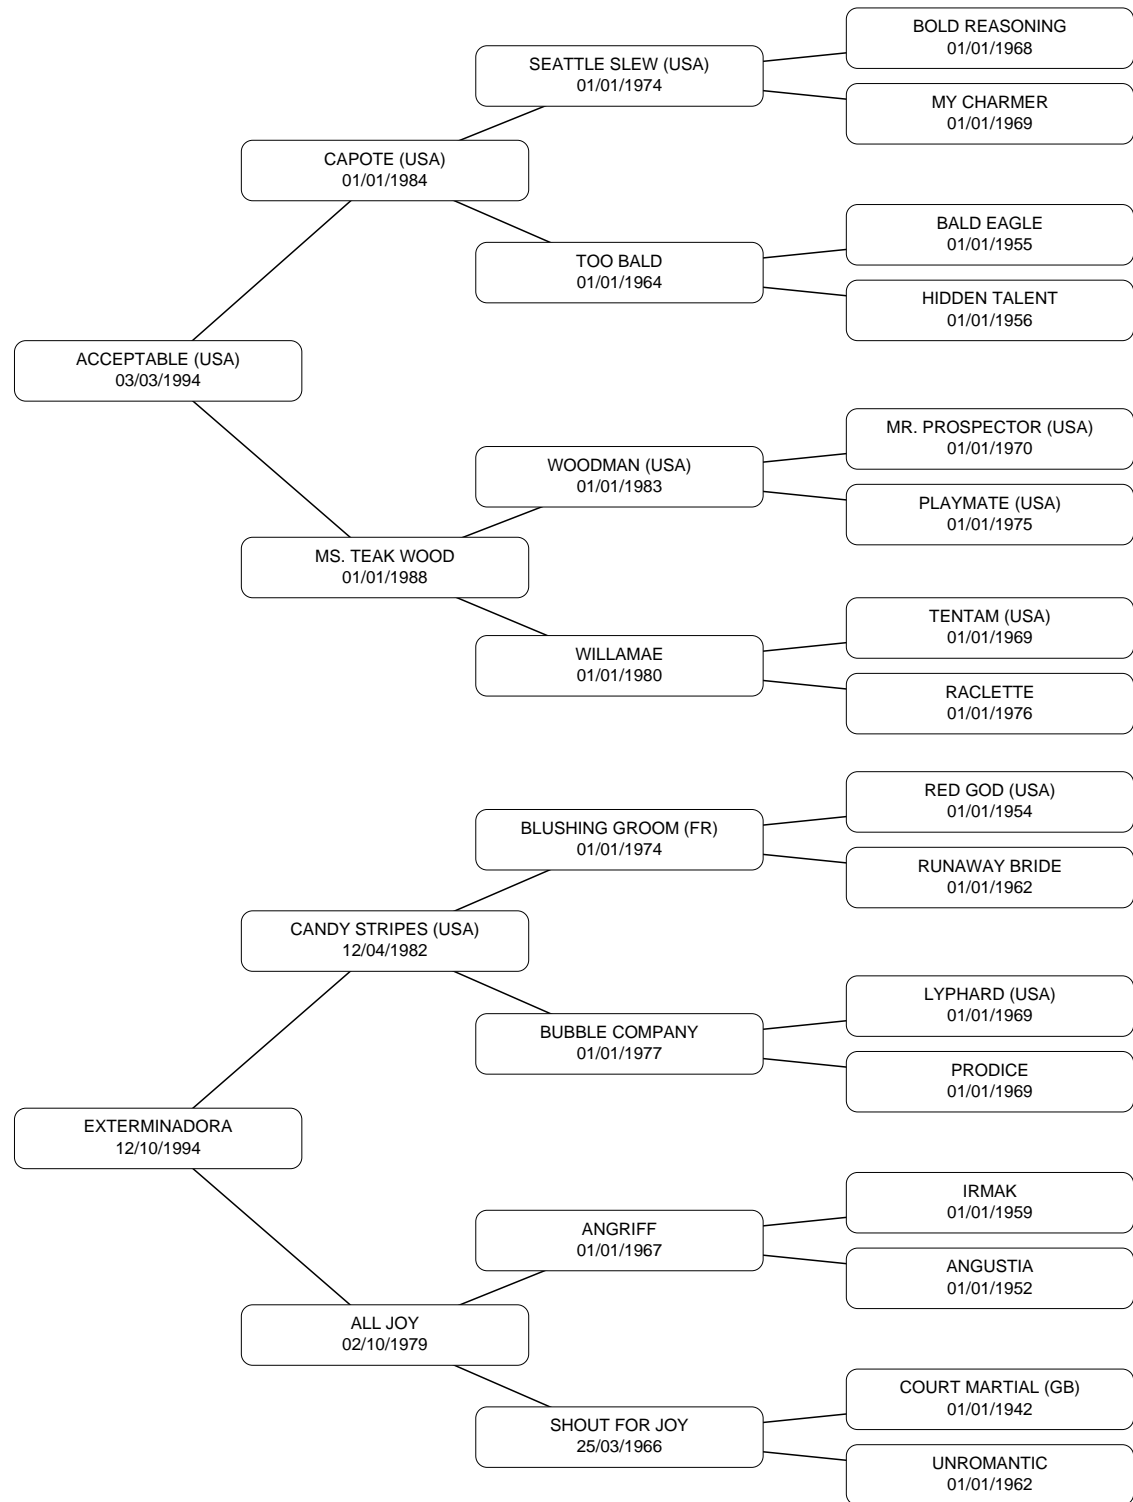 BOLD REASONING
01/01/1968
SEATTLE SLEW (USA)
01/01/1974
MY CHARMER
01/01/1969
CAPOTE (USA)
01/01/1984
BALD EAGLE
01/01/1955
TOO BALD
01/01/1964
HIDDEN TALENT
01/01/1956
ACCEPTABLE (USA)
03/03/1994
MR. PROSPECTOR (USA)
01/01/1970
WOODMAN (USA)
01/01/1983
PLAYMATE (USA)
01/01/1975
MS. TEAK WOOD
01/01/1988
TENTAM (USA)
01/01/1969
WILLAMAE
01/01/1980
RACLETTE
01/01/1976
RED GOD (USA)
01/01/1954
BLUSHING GROOM (FR)
01/01/1974
RUNAWAY BRIDE
01/01/1962
CANDY STRIPES (USA)
12/04/1982
LYPHARD (USA)
01/01/1969
BUBBLE COMPANY
01/01/1977
PRODICE
01/01/1969
EXTERMINADORA
12/10/1994
IRMAK
01/01/1959
ANGRIFF
01/01/1967
ANGUSTIA
01/01/1952
ALL JOY
02/10/1979
COURT MARTIAL (GB)
01/01/1942
SHOUT FOR JOY
25/03/1966
UNROMANTIC
01/01/1962